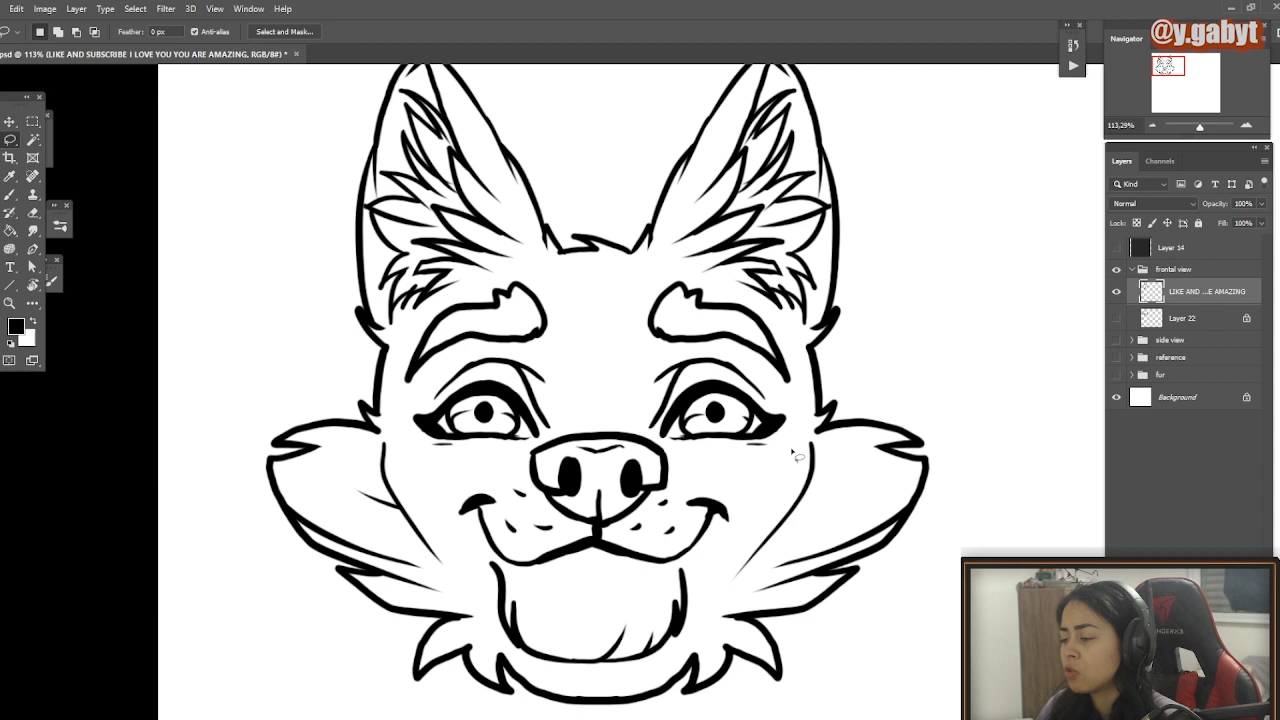 Edit Image Layer Type Select Filter 3D View Window Help
@y.gabyt
Feather: 0 px Anti-alias Select and Mask...
psd @ 113% (LIKE AND SUBSCRIBE I LOVE YOU YOU ARE AMAZING, RGB/8#) *
Navigator
113,29%
Layers Channels
Kind
Normal Opacity: 100%
Lock: Fill: 100%
Layer 14
frontal view
LIKE AND ...E AMAZING
Layer 22
side view
reference
fur
Background